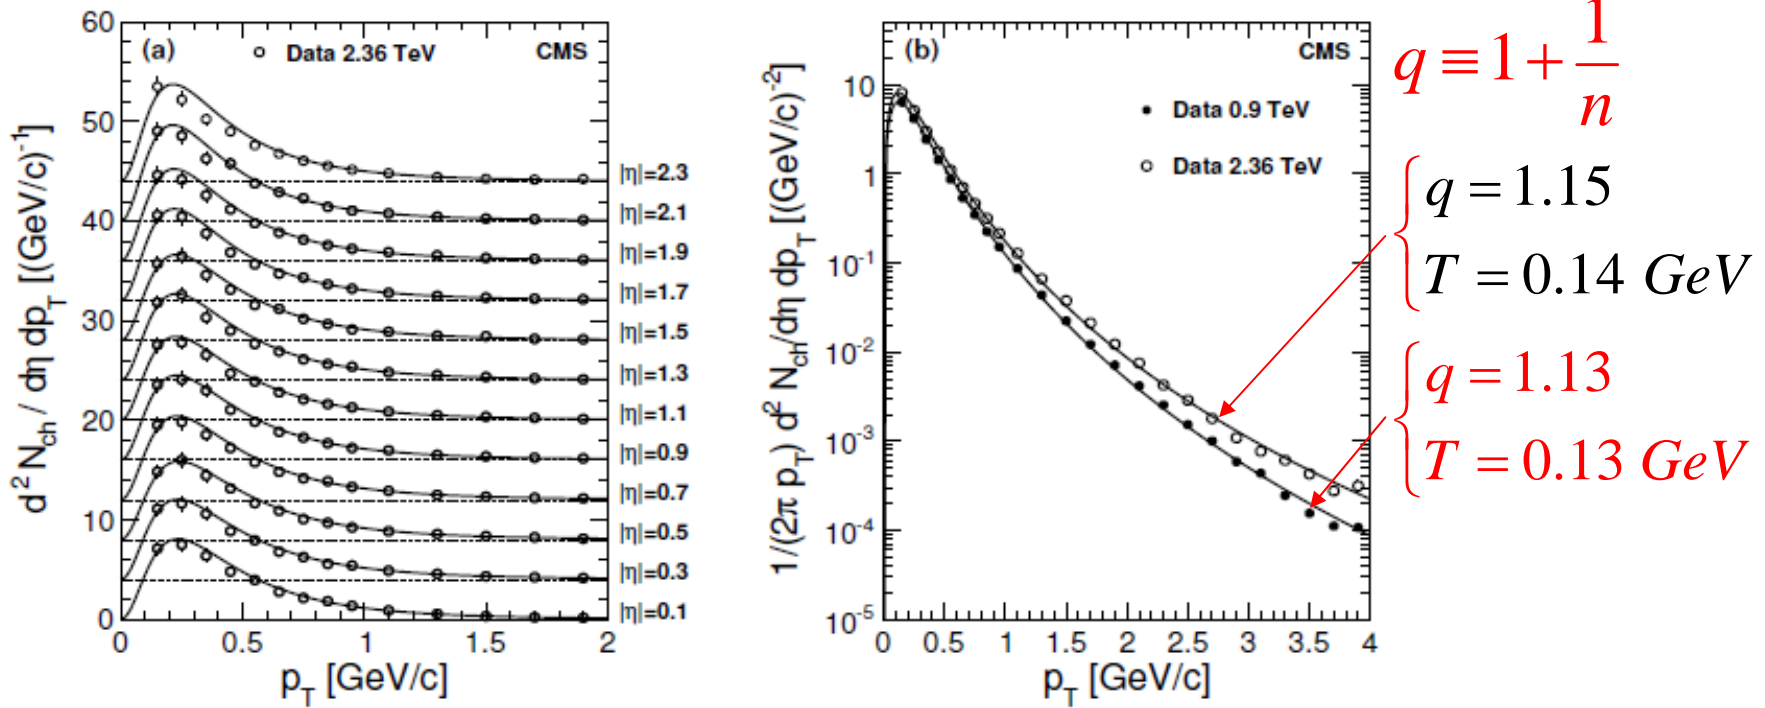 60
50
40
30
20
10
0
(a)
Data 2.36 TeV
CMS
|η|=2.3
|η|=2.1
|η|=1.9
|η|=1.7
|η|=1.5
|η|=1.3
|η|=1.1
|η|=0.9
|η|=0.7
|η|=0.5
|η|=0.3
|η|=0.1
0 0.5 1 1.5 2
p_T [GeV/c]
d² N_ch / dη dp_T [(GeV/c)⁻¹]
(b)
CMS
Data 0.9 TeV
Data 2.36 TeV
10
1
10⁻¹
10⁻²
10⁻³
10⁻⁴
10⁻⁵
0 0.5 1 1.5 2 2.5 3 3.5 4
p_T [GeV/c]
1/(2π p_T) d² N_ch/dη dp_T [(GeV/c)⁻²]
q ≡ 1 + 1/n
q = 1.15
T = 0.14 GeV
q = 1.13
T = 0.13 GeV